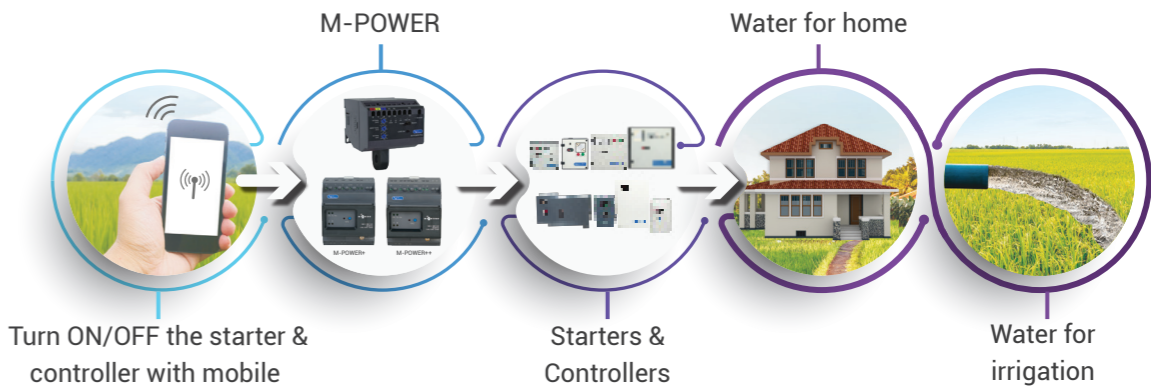 M-POWER
Water for home
M-POWER+
M-POWER++
Turn ON/OFF the starter &
controller with mobile
Starters &
Controllers
Water for
irrigation